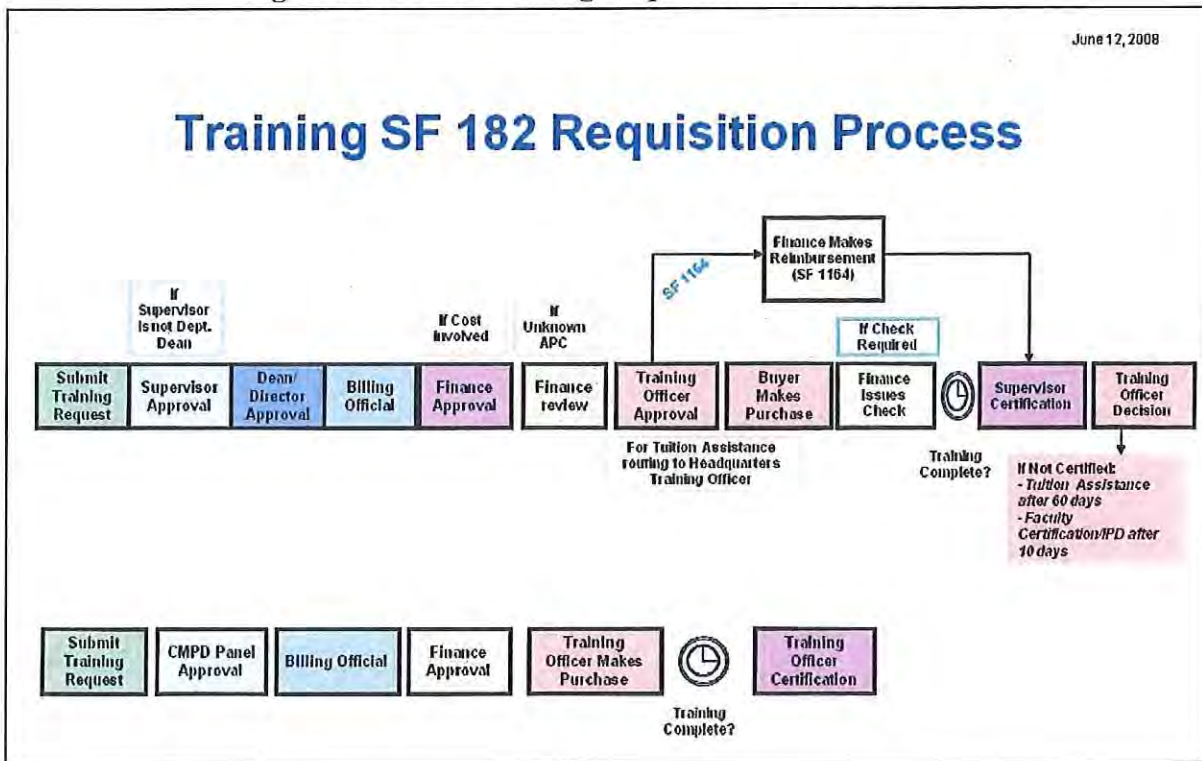 June 12, 2008
Training SF 182 Requisition Process
Finance Makes
Reimbursement
(SF 1164)
SF 1164
If
Supervisor
Is not Dept.
Dean
If Cost
Involved
If
Unknown
APC
If Check
Required
Submit
Training
Request
Supervisor
Approval
Dean/
Director
Approval
Billing
Official
Finance
Approval
Finance
review
Training
Officer
Approval
Buyer
Makes
Purchase
Finance
Issues
Check
Supervisor
Certification
Training
Officer
Decision
For Tuition Assistance
routing to Headquarters
Training Officer
Training
Complete?
If Not Certified:
- Tuition Assistance
after 60 days
- Faculty
Certification/IPD after
10 days
Submit
Training
Request
CMPD Panel
Approval
Billing Official
Finance
Approval
Training
Officer Makes
Purchase
Training
Officer
Certification
Training
Complete?